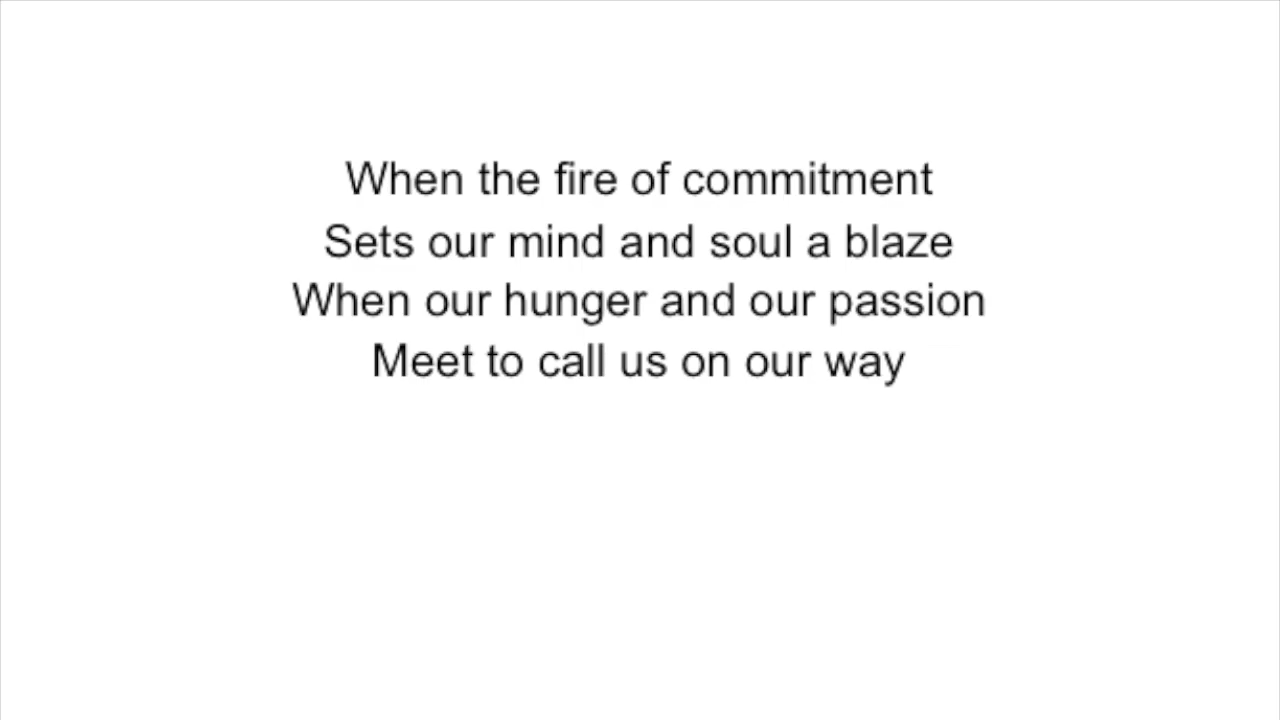 When the fire of commitment
Sets our mind and soul a blaze
When our hunger and our passion
Meet to call us on our way